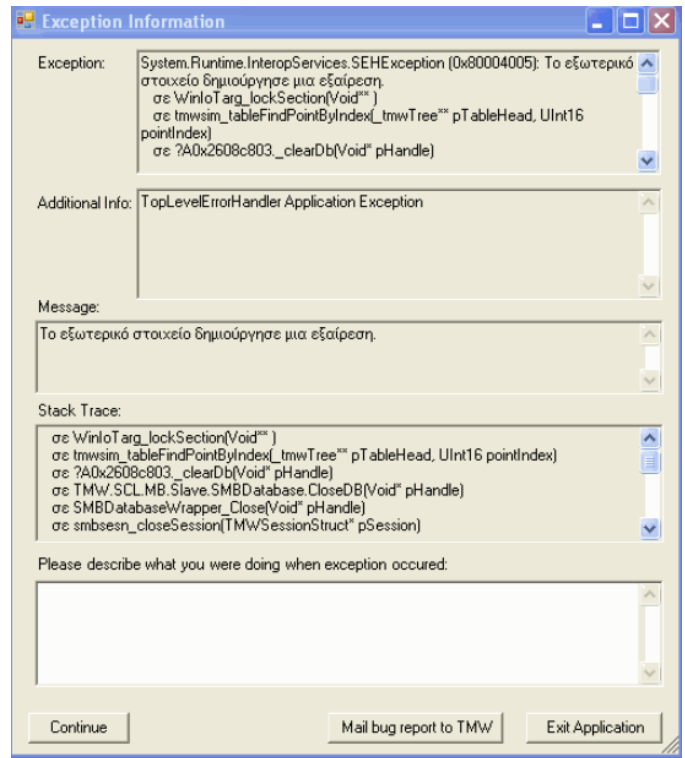 Exception Information
Exception:
System.Runtime.InteropServices.SEHException (0x80004005): Το εξωτερικό
στοιχείο δημιούργησε μια εξαίρεση.
σε WinIoTarg_lockSection(Void** )
σε tmwsim_tableFindPointByIndex(_tmwTree** pTableHead, UInt16
pointIndex)
σε ?A0x2608c803._clearDb(Void* pHandle)
Additional Info:
TopLevelErrorHandler Application Exception
Message:
Το εξωτερικό στοιχείο δημιούργησε μια εξαίρεση.
Stack Trace:
σε WinIoTarg_lockSection(Void** )
σε tmwsim_tableFindPointByIndex(_tmwTree** pTableHead, UInt16 pointIndex)
σε ?A0x2608c803._clearDb(Void* pHandle)
σε TMW.SCL.MB.Slave.SMBDatabase.CloseDB(Void* pHandle)
σε SMBDatabaseWrapper_Close(Void* pHandle)
σε smbsesn_closeSession(TMWSessionStruct* pSession)
Please describe what you were doing when exception occured:
Continue
Mail bug report to TMW
Exit Application